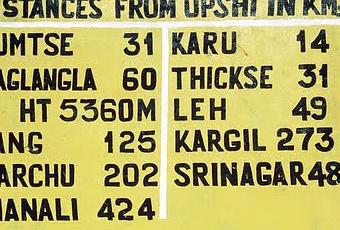 STANCES FROM UPSHI IN KM
UMTSE 31
AGLANGLA 60
HT 5360M
ANG 125
ARCHU 202
MANALI 424
KARU 14
THICKSE 31
LEH 49
KARGIL 273
SRINAGAR 48